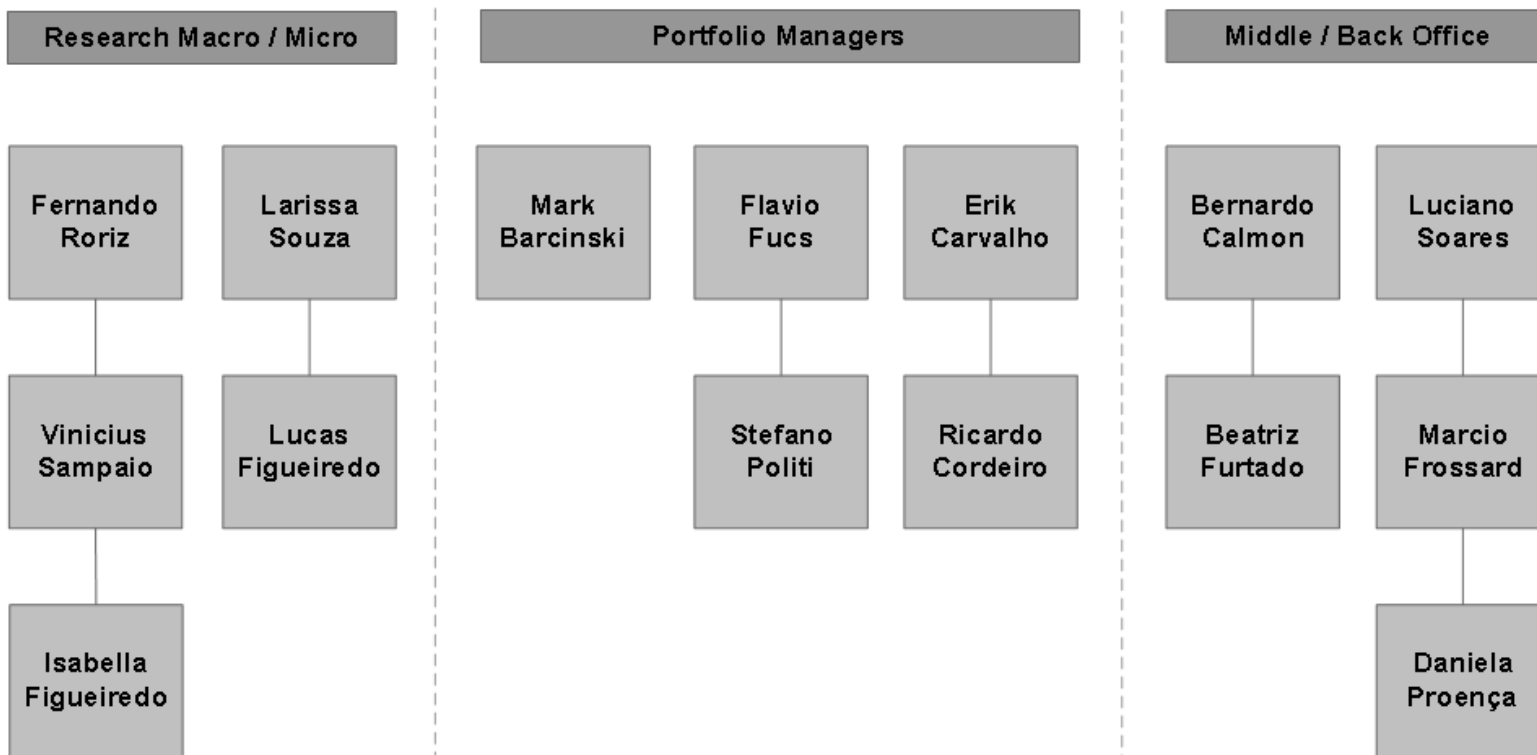 Research Macro / Micro
Portfolio Managers
Middle / Back Office
Fernando
Roriz
Larissa
Souza
Mark
Barcinski
Flavio
Fucs
Erik
Carvalho
Bernardo
Calmon
Luciano
Soares
Vinicius
Sampaio
Lucas
Figueiredo
Stefano
Politi
Ricardo
Cordeiro
Beatriz
Furtado
Marcio
Frossard
Isabella
Figueiredo
Daniela
Proença